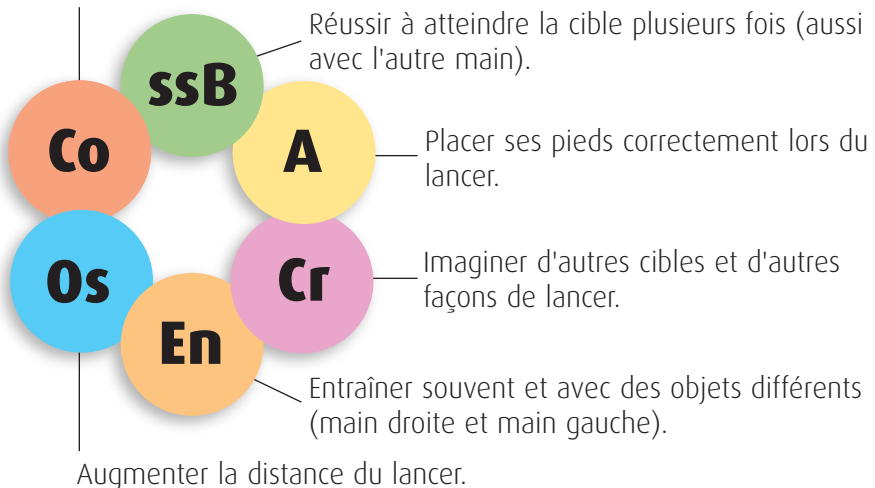 Réussir à atteindre la cible plusieurs fois (aussi
avec l'autre main).
ssB
Co
A
Placer ses pieds correctement lors du
lancer.
Os
Cr
Imaginer d'autres cibles et d'autres
façons de lancer.
En
Entraîner souvent et avec des objets différents
(main droite et main gauche).
Augmenter la distance du lancer.